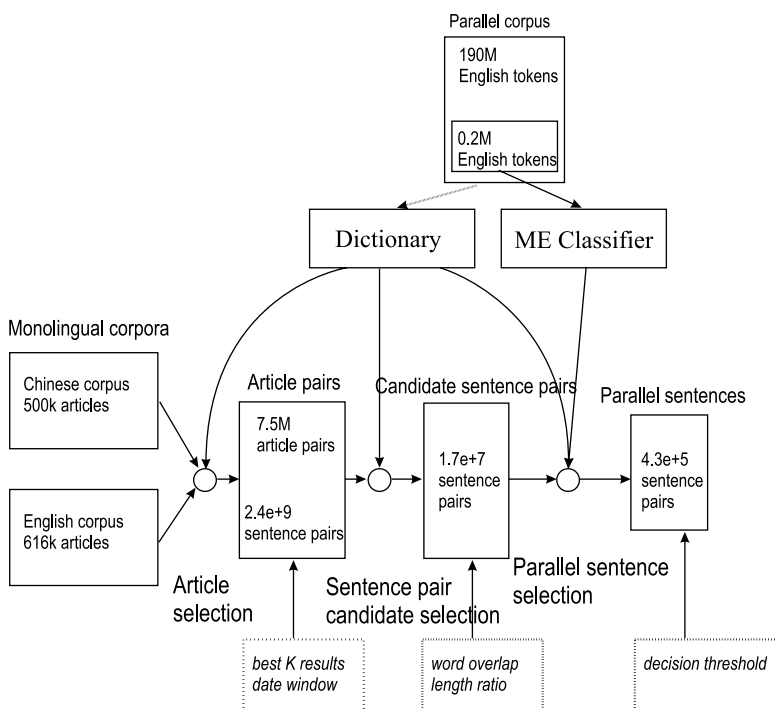 Parallel corpus
190M
English tokens
0.2M
English tokens
Dictionary
ME Classifier
Monolingual corpora
Chinese corpus
500k articles
English corpus
616k articles
Article pairs
7.5M
article pairs
2.4e+9
sentence pairs
Candidate sentence pairs
1.7e+7
sentence
pairs
Parallel sentences
4.3e+5
sentence
pairs
Article
selection
Sentence pair
candidate selection
Parallel sentence
selection
best K results
date window
word overlap
length ratio
decision threshold